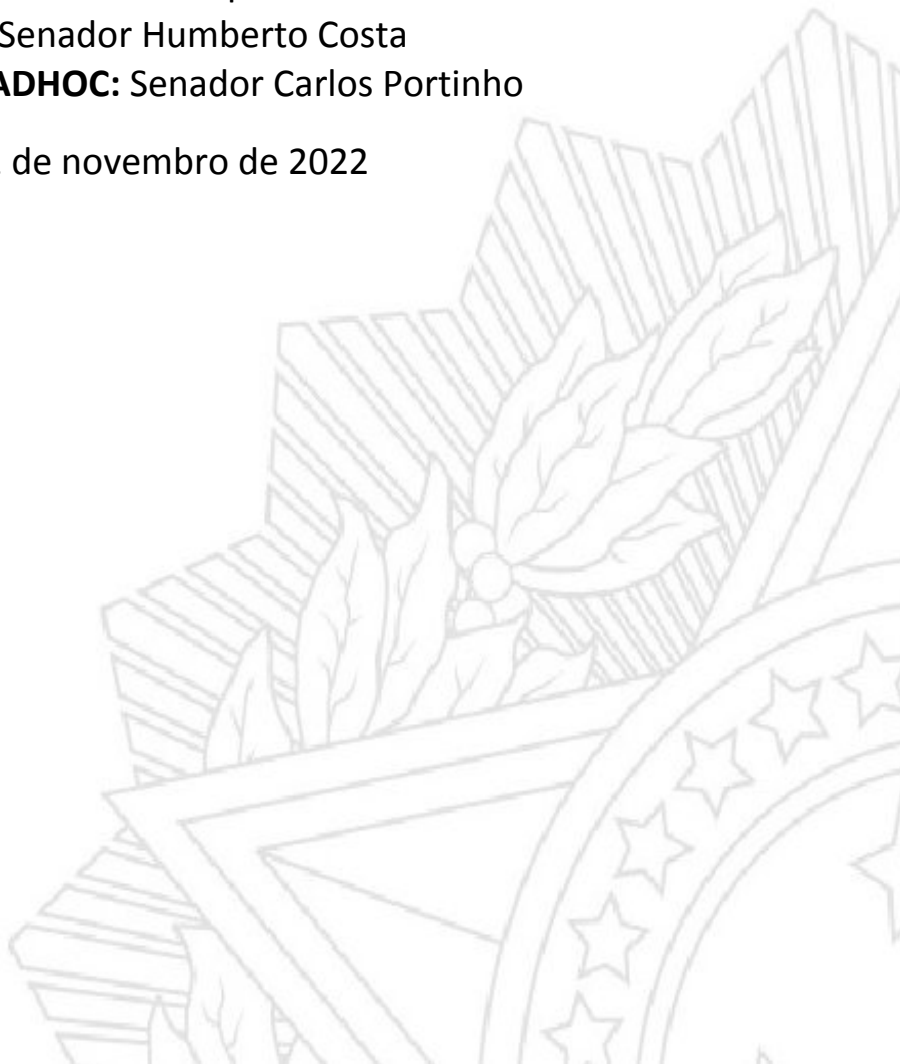 Senador Humberto Costa
ADHOC: Senador Carlos Portinho
de novembro de 2022